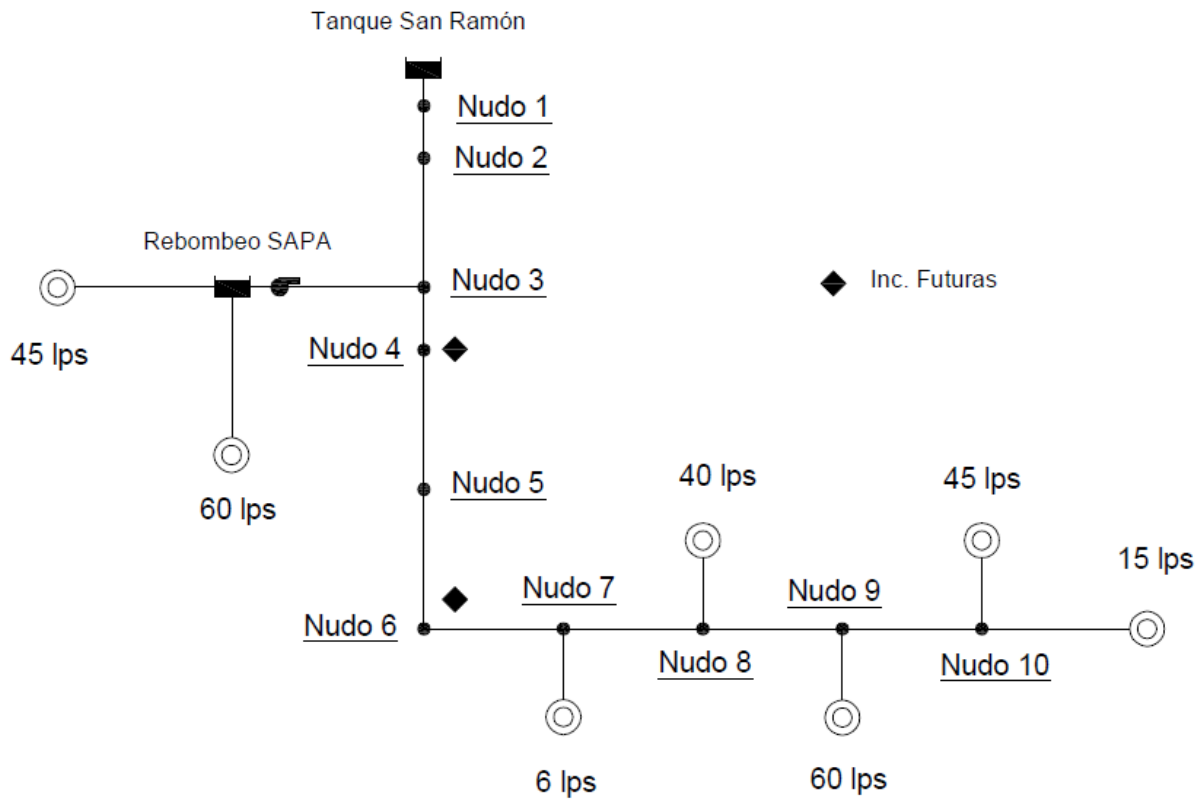 Tanque San Ramón
Nudo 1
Nudo 2
Rebombeo SAPA
Nudo 3
Inc. Futuras
45 lps
Nudo 4
60 lps
Nudo 5
40 lps
45 lps
15 lps
Nudo 6
Nudo 7
Nudo 8
Nudo 9
Nudo 10
6 lps
60 lps